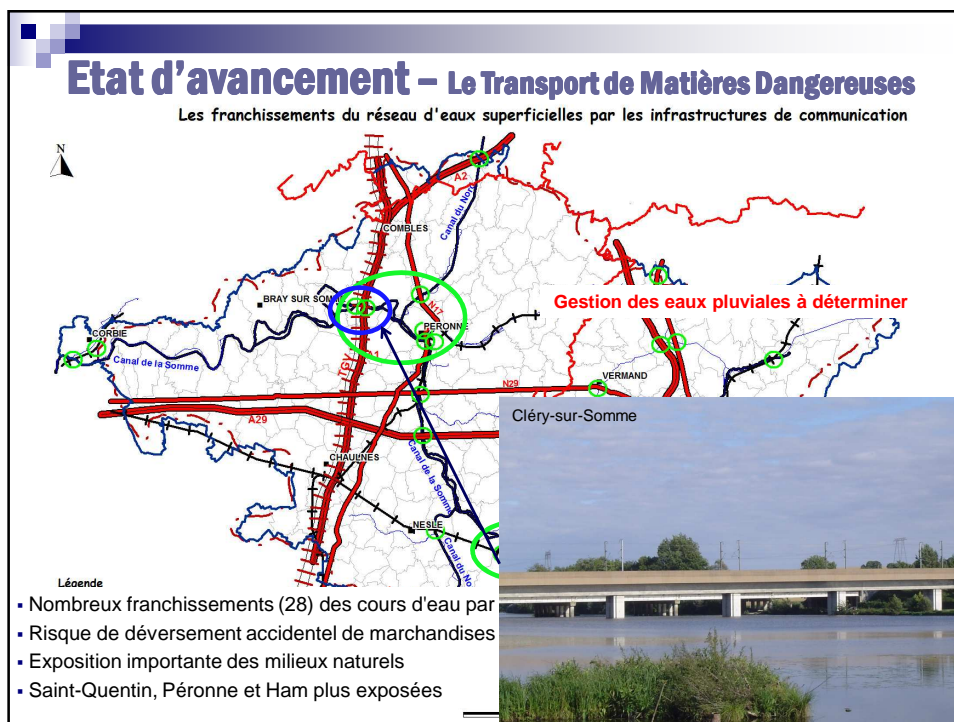 Etat d'avancement – Le Transport de Matières Dangereuses
Les franchissements du réseau d'eaux superficielles par les infrastructures de communication
N
A2
Canal du Nord
COMBLES
BRAY SUR SOMM
Gestion des eaux pluviales à déterminer
N17
PERONNE
CORBIE
Canal de la Somme
TGV
VERMAND
N29
A29
Cléry-sur-Somme
CHAULNES
Canal de la Somme
NESLE
Canal du No
Légende
▪ Nombreux franchissements (28) des cours d'eau par
▪ Risque de déversement accidentel de marchandises
▪ Exposition importante des milieux naturels
▪ Saint-Quentin, Péronne et Ham plus exposées